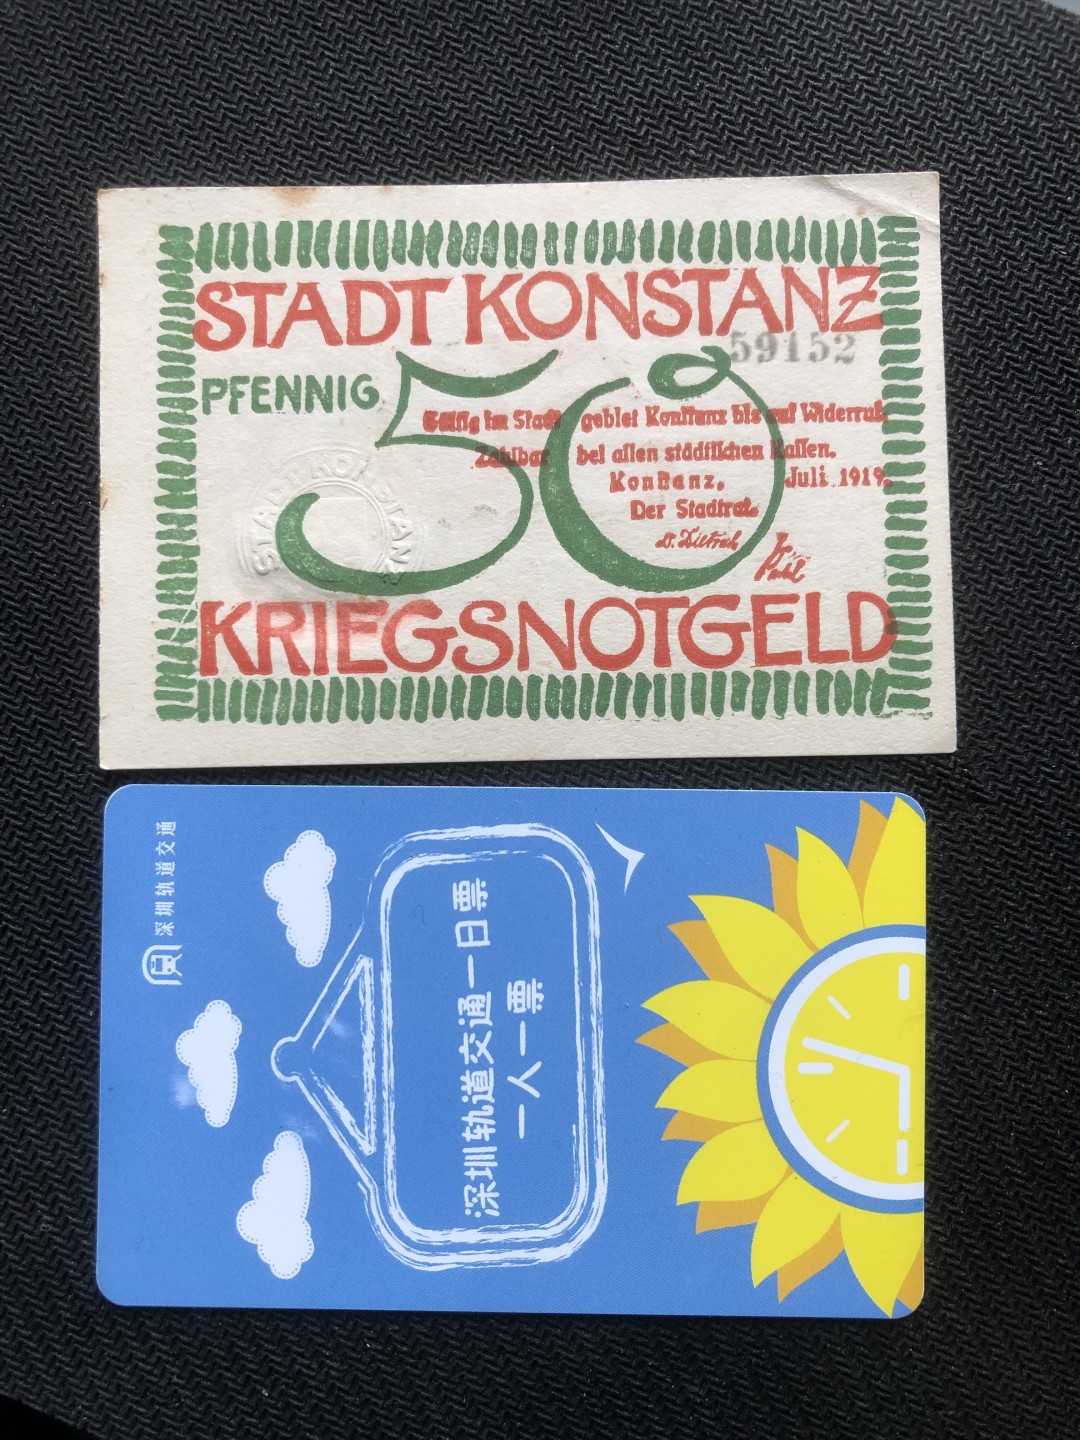 STADT KONSTANZ
59152
PFENNIG
50
Gültig im Stadtgebiet Konstanz bis auf Widerruf.
Zahlbar bei allen städtischen Kassen.
Konstanz, Juli 1919.
Der Stadtrat.
STADT KONSTANZ
KRIEGSNOTGELD
深圳轨道交通
深圳轨道交通一日票
一人一票